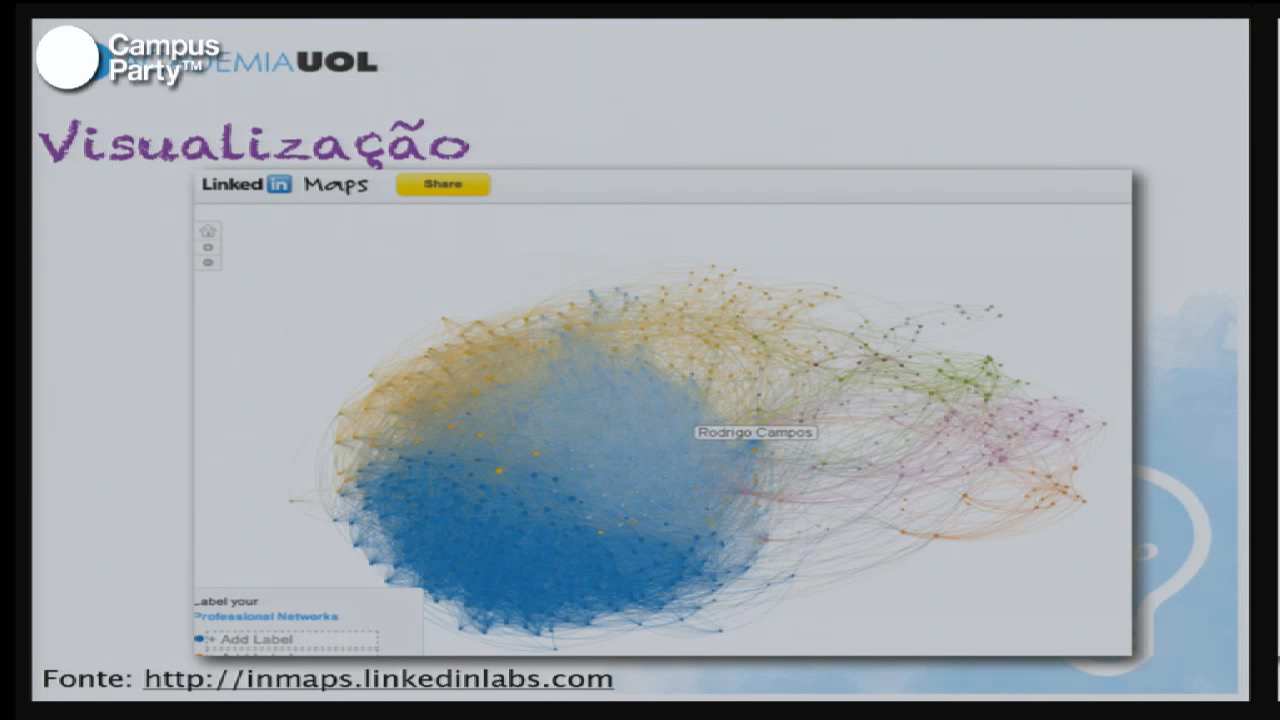 Campus
Party™
ADEMIAUOL
Visualização
Linked in Maps
Share
Rodrigo Campos
Label your
Professional Networks
+ Add Label
Fonte: http://inmaps.linkedinlabs.com